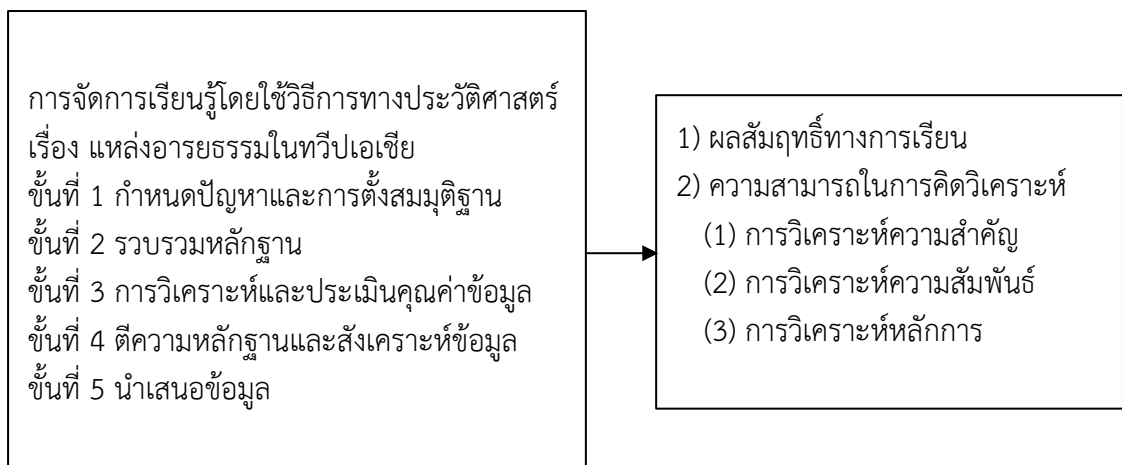 การจัดการเรียนรู้โดยใช้วิธีการทางประวัติศาสตร์
เรื่อง แหล่งอารยธรรมในทวีปเอเชีย
ขั้นที่ 1 กำหนดปัญหาและการตั้งสมมุติฐาน
ขั้นที่ 2 รวบรวมหลักฐาน
ขั้นที่ 3 การวิเคราะห์และประเมินคุณค่าข้อมูล
ขั้นที่ 4 ตีความหลักฐานและสังเคราะห์ข้อมูล
ขั้นที่ 5 นำเสนอข้อมูล
1) ผลสัมฤทธิ์ทางการเรียน
2) ความสามารถในการคิดวิเคราะห์
(1) การวิเคราะห์ความสำคัญ
(2) การวิเคราะห์ความสัมพันธ์
(3) การวิเคราะห์หลักการ